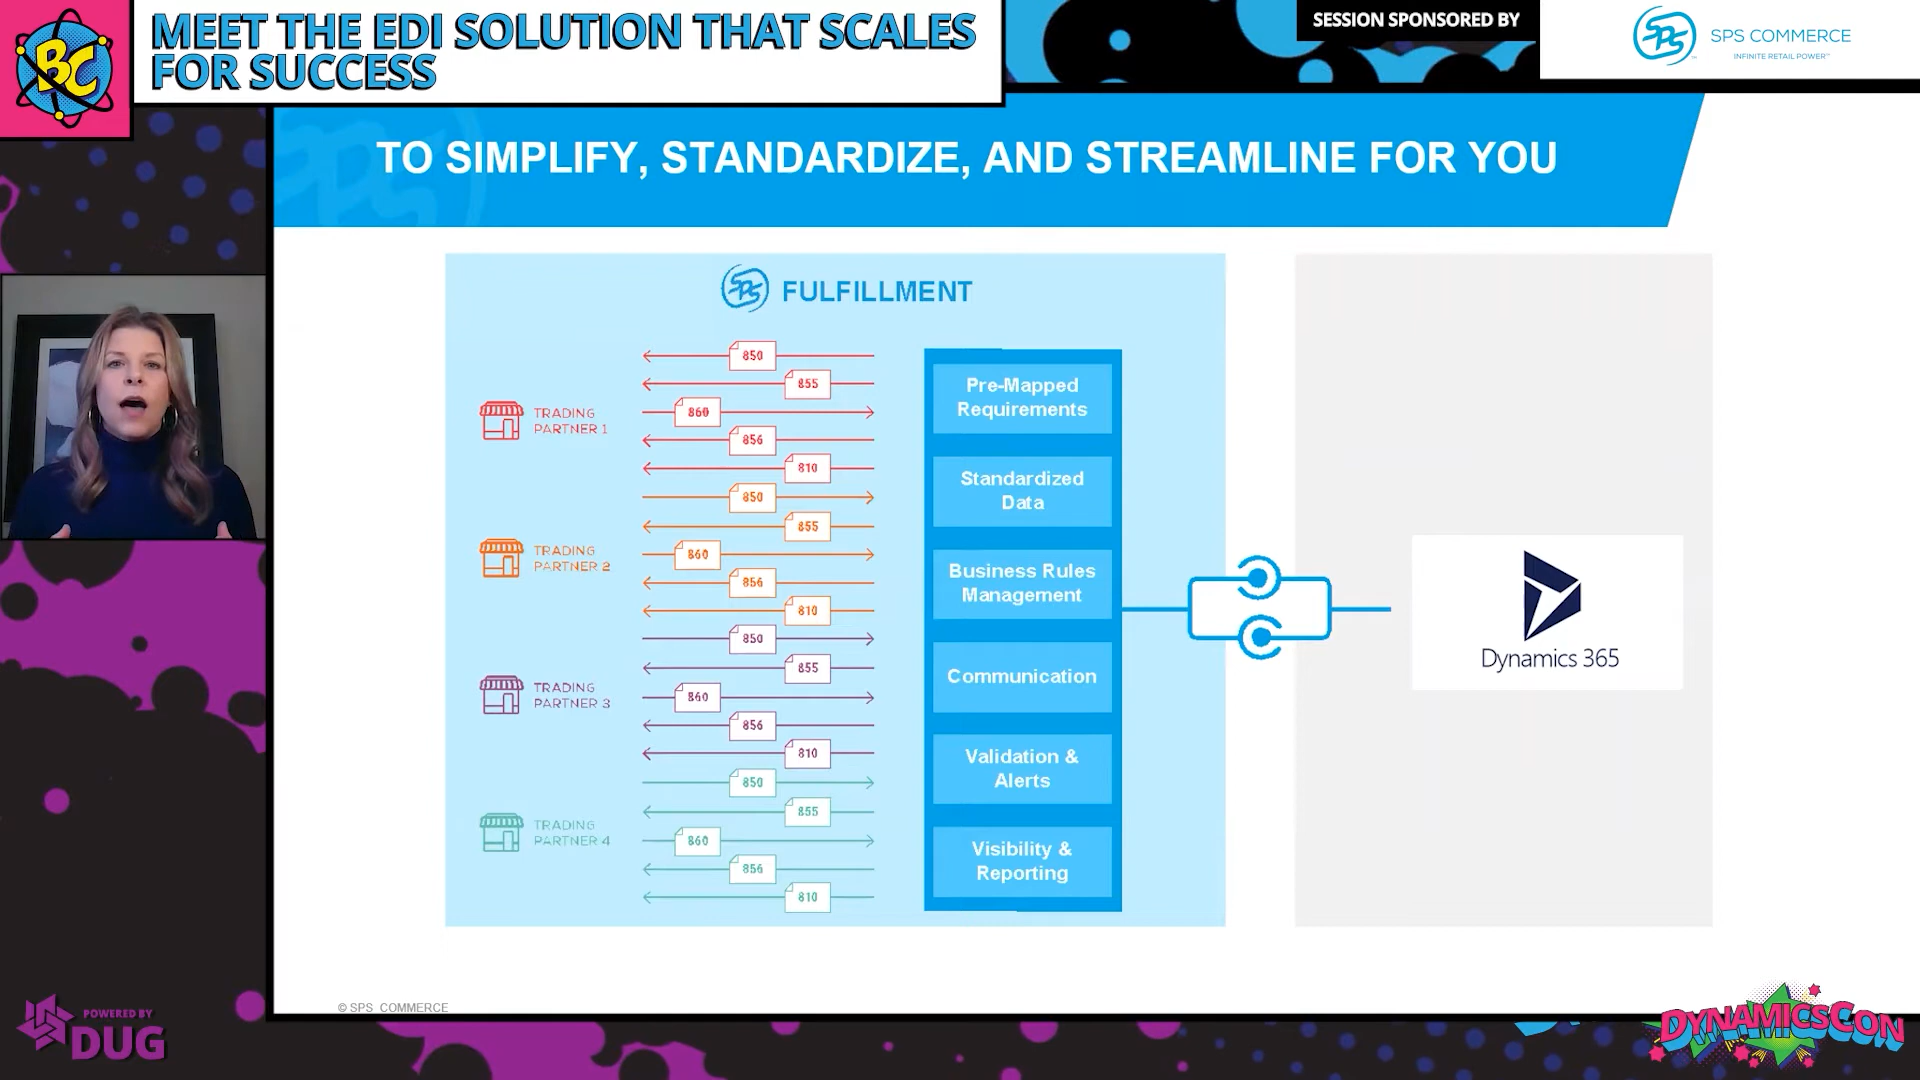 BC
MEET THE EDI SOLUTION THAT SCALES
FOR SUCCESS
SESSION SPONSORED BY
SPS
SPS COMMERCE
INFINITE RETAIL POWER™
TO SIMPLIFY, STANDARDIZE, AND STREAMLINE FOR YOU
SPS FULFILLMENT
850
855
TRADING
PARTNER 1
860
856
810
850
855
TRADING
PARTNER 2
860
856
810
850
855
TRADING
PARTNER 3
860
856
810
850
855
TRADING
PARTNER 4
860
856
810
Pre-Mapped
Requirements
Standardized
Data
Business Rules
Management
Communication
Validation &
Alerts
Visibility &
Reporting
Dynamics 365
© SPS COMMERCE
POWERED BY
DUG
DYNAMICSCON